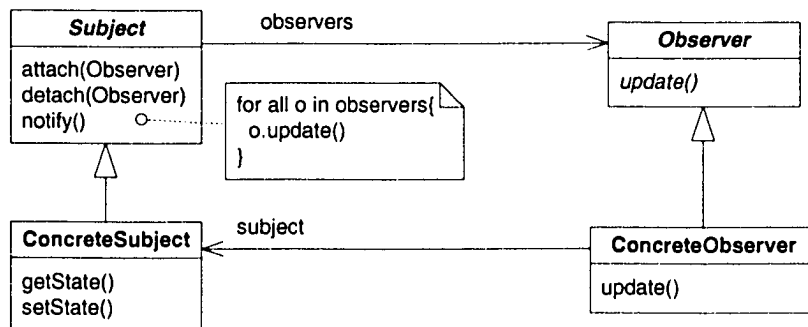 Subject
observers
Observer
attach(Observer)
detach(Observer)
notify()
for all o in observers{
o.update()
}
update()
ConcreteSubject
subject
ConcreteObserver
getState()
setState()
update()